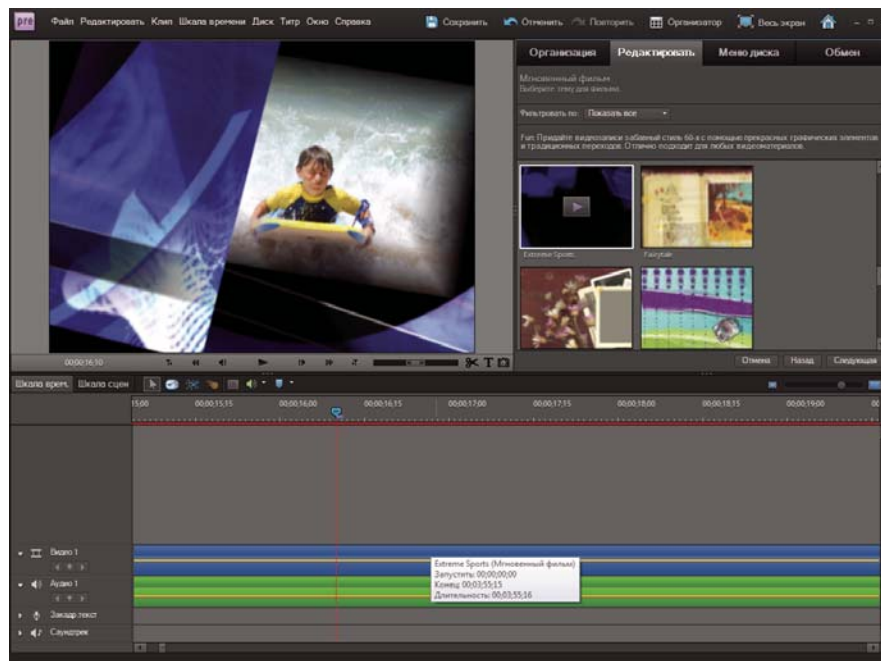 pre Файл Редактировать Клип Шкала времени Диск Титр Окно Справка Сохранить Отменить Повторить Организатор Весь экран
Организация Редактировать Меню диска Обмен
Мгновенный фильм
Выберите тему для фильма.
Фильтровать по: Показать все
Fun: Придайте видеозаписи забавный стиль 60-х с помощью прекрасных графических элементов
и традиционных переходов. Отлично подходит для любых видеоматериалов.
Extreme Sports
Fairytale
Отмена Назад Следующая
00;00;16;10
T
Шкала врем. Шкала сцен
15;00 00;00;15;15 00;00;16;00 00;00;16;15 00;00;17;00 00;00;17;15 00;00;18;00 00;00;18;15 00;00;19;00 00
Видео 1
Extreme Sports (Мгновенный фильм)
Запустить: 00;00;00;00
Конец: 00;03;55;15
Длительность: 00;03;55;16
Аудио 1
Закадр.текст
Саундтрек